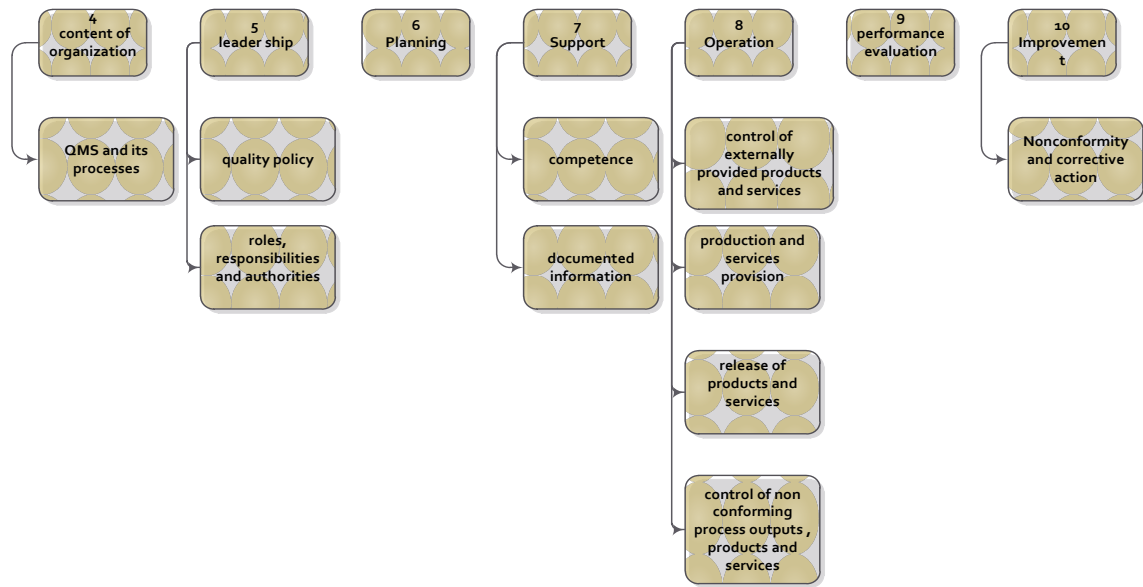 4
content of
organization
5
leader ship
6
Planning
7
Support
8
Operation
9
performance
evaluation
10
Improvemen
t
QMS and its
processes
quality policy
competence
control of
externally
provided products
and services
Nonconformity
and corrective
action
roles,
responsibilities
and authorities
documented
information
production and
services
provision
release of
products and
services
control of non
conforming
process outputs ,
products and
services